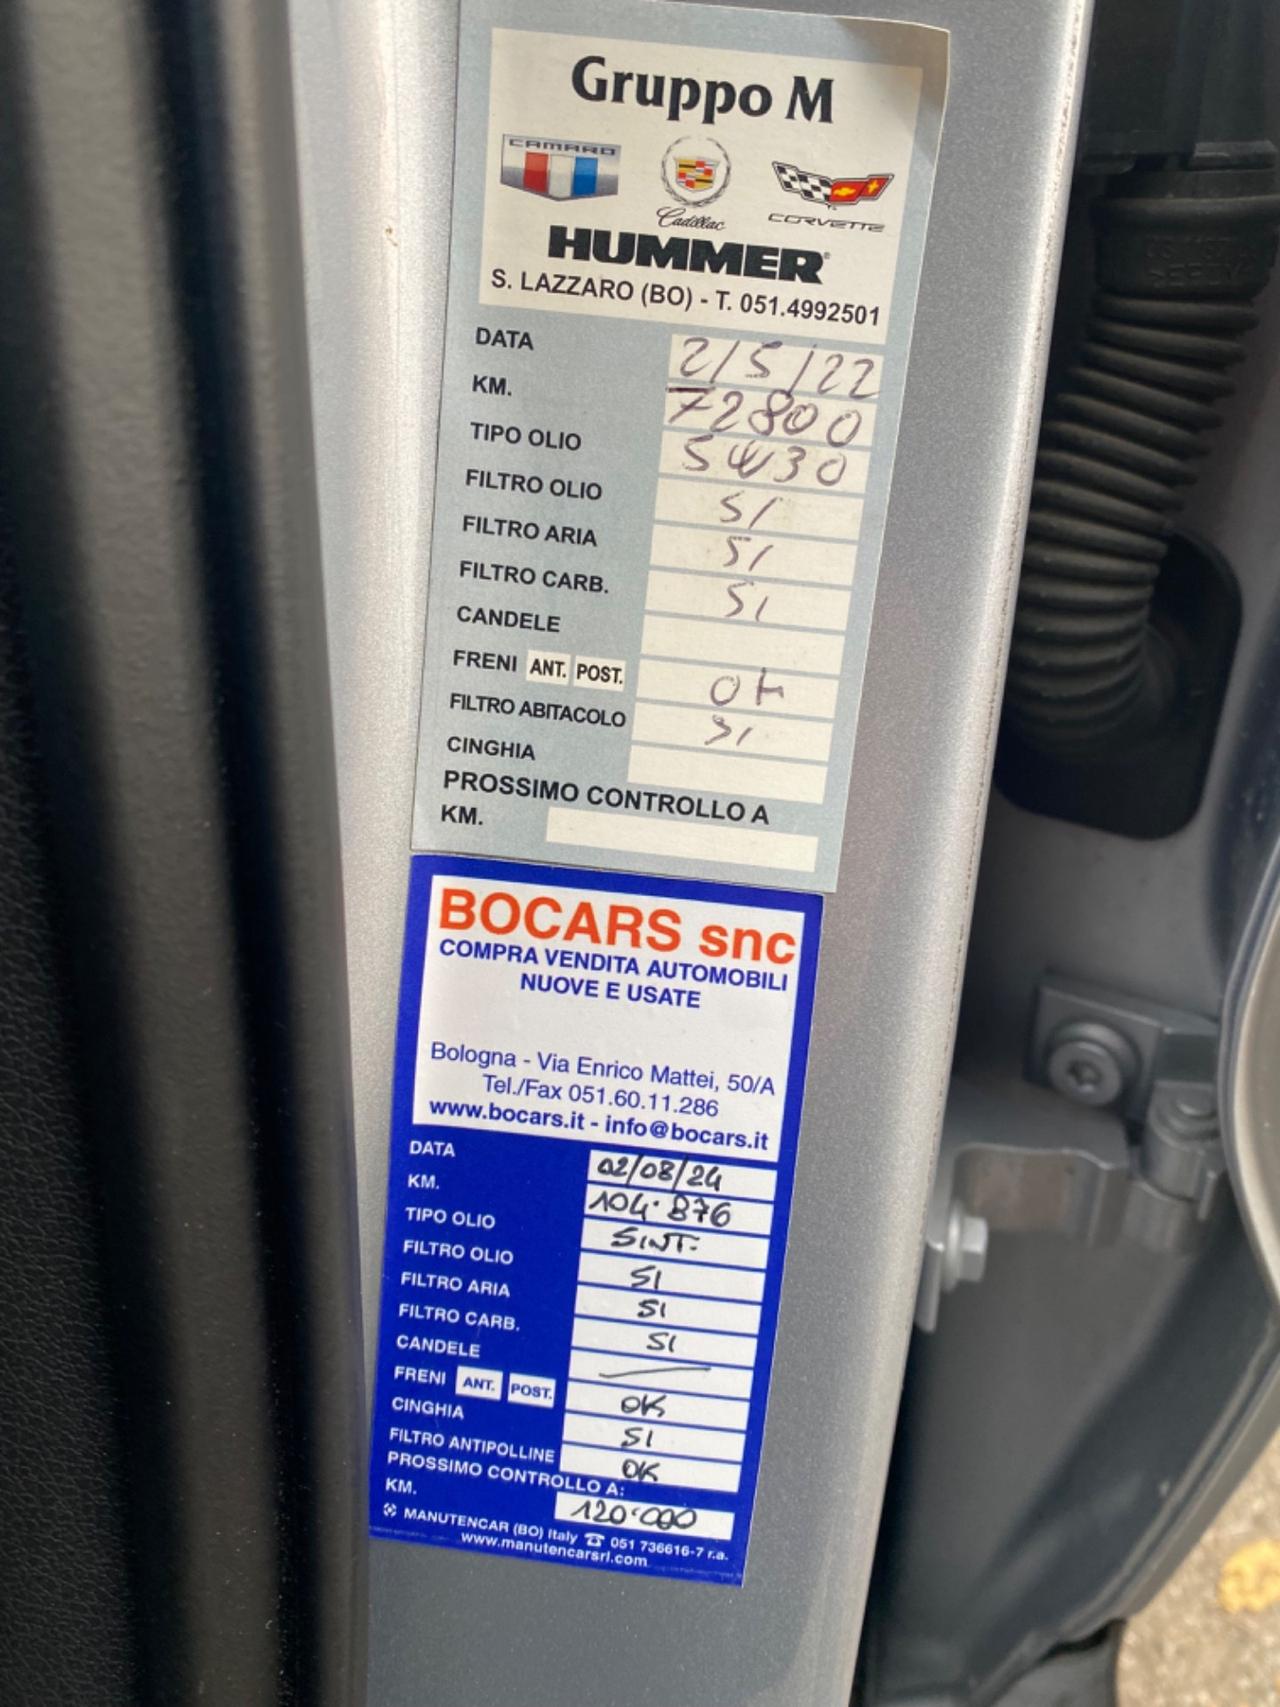 Gruppo M
CAMARO
Cadillac
CORVETTE
HUMMER
S. LAZZARO (BO) - T. 051.4992501
DATA 2/5/22
KM. 72800
TIPO OLIO 5W30
FILTRO OLIO SI
FILTRO ARIA SI
FILTRO CARB. SI
CANDELE
FRENI ANT. POST. OK
FILTRO ABITACOLO SI
CINGHIA
PROSSIMO CONTROLLO A
KM.
BOCARS snc
COMPRA VENDITA AUTOMOBILI
NUOVE E USATE
Bologna - Via Enrico Mattei, 50/A
Tel./Fax 051.60.11.286
www.bocars.it - info@bocars.it
DATA 02/08/24
KM. 104.876
TIPO OLIO SINT.
FILTRO OLIO SI
FILTRO ARIA SI
FILTRO CARB. SI
CANDELE —
FRENI ANT. POST. OK
CINGHIA SI
FILTRO ANTIPOLLINE OK
PROSSIMO CONTROLLO A:
KM. 120.000
MANUTENCAR (BO) Italy ☎ 051 736616-7 r.a.
www.manutencarsrl.com